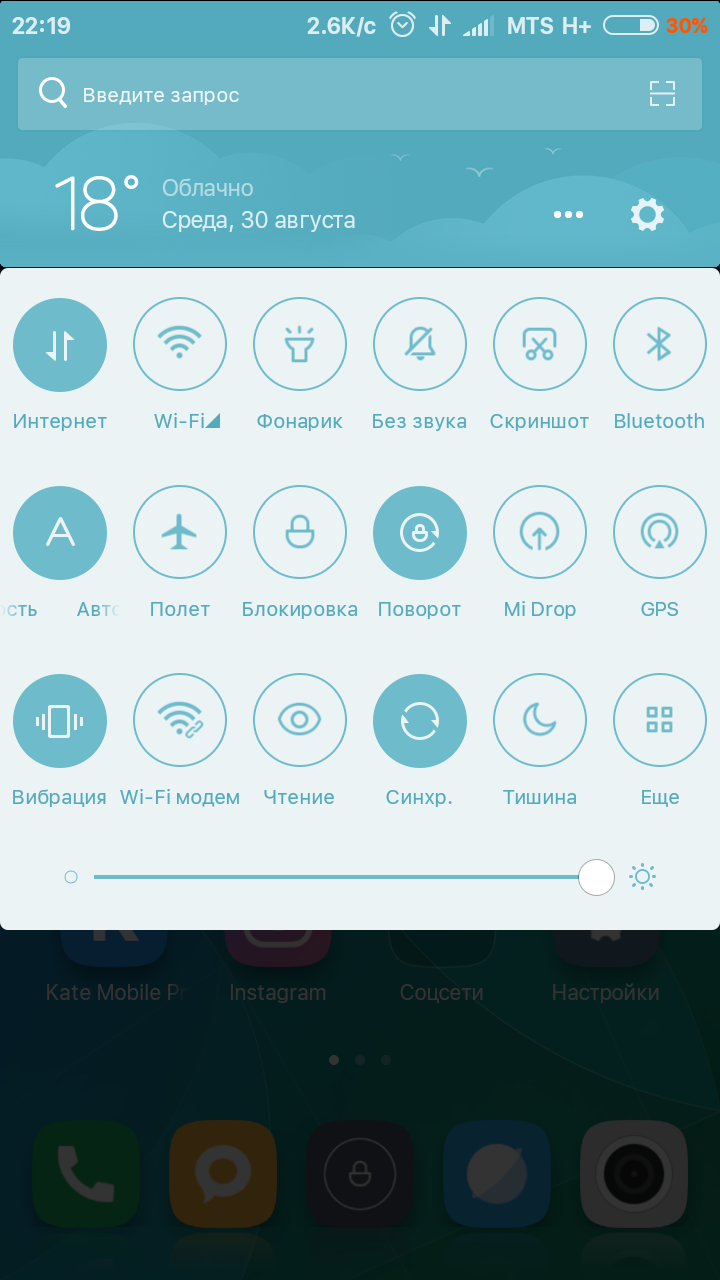 22:19 2.6K/c MTS H+ 30%
Введите запрос
18° Облачно
Среда, 30 августа
Интернет Wi-Fi Фонарик Без звука Скриншот Bluetooth
ость Авто Полет Блокировка Поворот Mi Drop GPS
Вибрация Wi-Fi модем Чтение Синхр. Тишина Еще
Kate Mobile P Instagram Соцсети Настройки